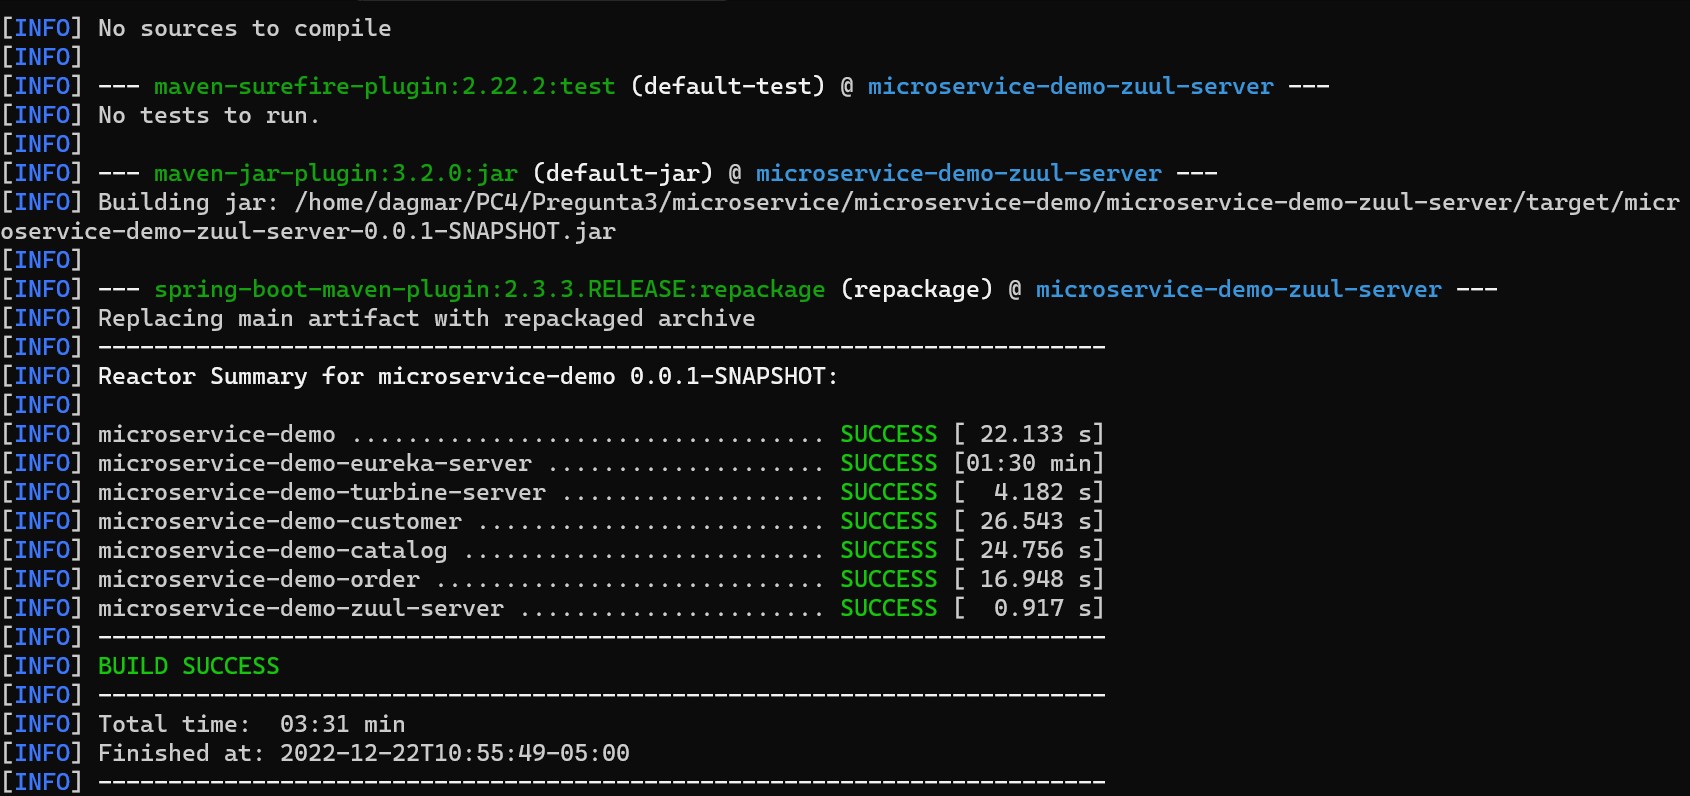 [INFO] No sources to compile
[INFO]
[INFO] --- maven-surefire-plugin:2.22.2:test (default-test) @ microservice-demo-zuul-server ---
[INFO] No tests to run.
[INFO]
[INFO] --- maven-jar-plugin:3.2.0:jar (default-jar) @ microservice-demo-zuul-server ---
[INFO] Building jar: /home/dagmar/PC4/Pregunta3/microservice/microservice-demo/microservice-demo-zuul-server/target/micr
oservice-demo-zuul-server-0.0.1-SNAPSHOT.jar
[INFO]
[INFO] --- spring-boot-maven-plugin:2.3.3.RELEASE:repackage (repackage) @ microservice-demo-zuul-server ---
[INFO] Replacing main artifact with repackaged archive
[INFO] ------------------------------------------------------------------------
[INFO] Reactor Summary for microservice-demo 0.0.1-SNAPSHOT:
[INFO]
[INFO] microservice-demo .................................. SUCCESS [ 22.133 s]
[INFO] microservice-demo-eureka-server .................... SUCCESS [01:30 min]
[INFO] microservice-demo-turbine-server ................... SUCCESS [  4.182 s]
[INFO] microservice-demo-customer ......................... SUCCESS [ 26.543 s]
[INFO] microservice-demo-catalog .......................... SUCCESS [ 24.756 s]
[INFO] microservice-demo-order ............................ SUCCESS [ 16.948 s]
[INFO] microservice-demo-zuul-server ...................... SUCCESS [  0.917 s]
[INFO] ------------------------------------------------------------------------
[INFO] BUILD SUCCESS
[INFO] ------------------------------------------------------------------------
[INFO] Total time:  03:31 min
[INFO] Finished at: 2022-12-22T10:55:49-05:00
[INFO] ------------------------------------------------------------------------